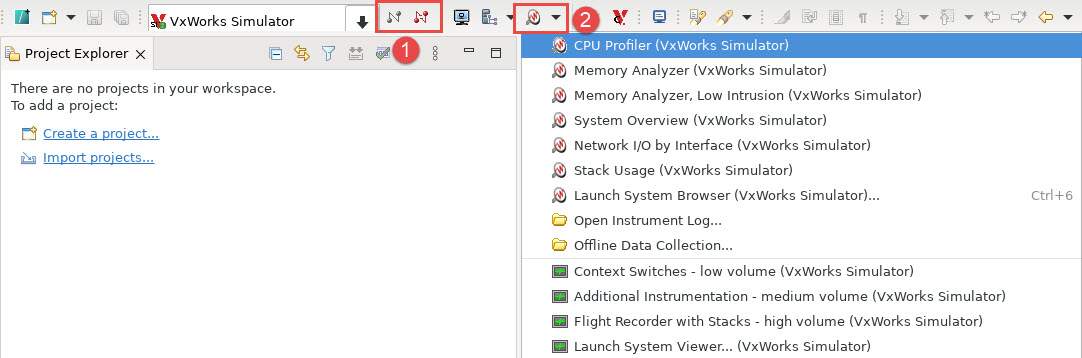 VxWorks Simulator
1
2
Project Explorer
There are no projects in your workspace.
To add a project:
Create a project...
Import projects...
CPU Profiler (VxWorks Simulator)
Memory Analyzer (VxWorks Simulator)
Memory Analyzer, Low Intrusion (VxWorks Simulator)
System Overview (VxWorks Simulator)
Network I/O by Interface (VxWorks Simulator)
Stack Usage (VxWorks Simulator)
Launch System Browser (VxWorks Simulator)... Ctrl+6
Open Instrument Log...
Offline Data Collection...
Context Switches - low volume (VxWorks Simulator)
Additional Instrumentation - medium volume (VxWorks Simulator)
Flight Recorder with Stacks - high volume (VxWorks Simulator)
Launch System Viewer... (VxWorks Simulator)